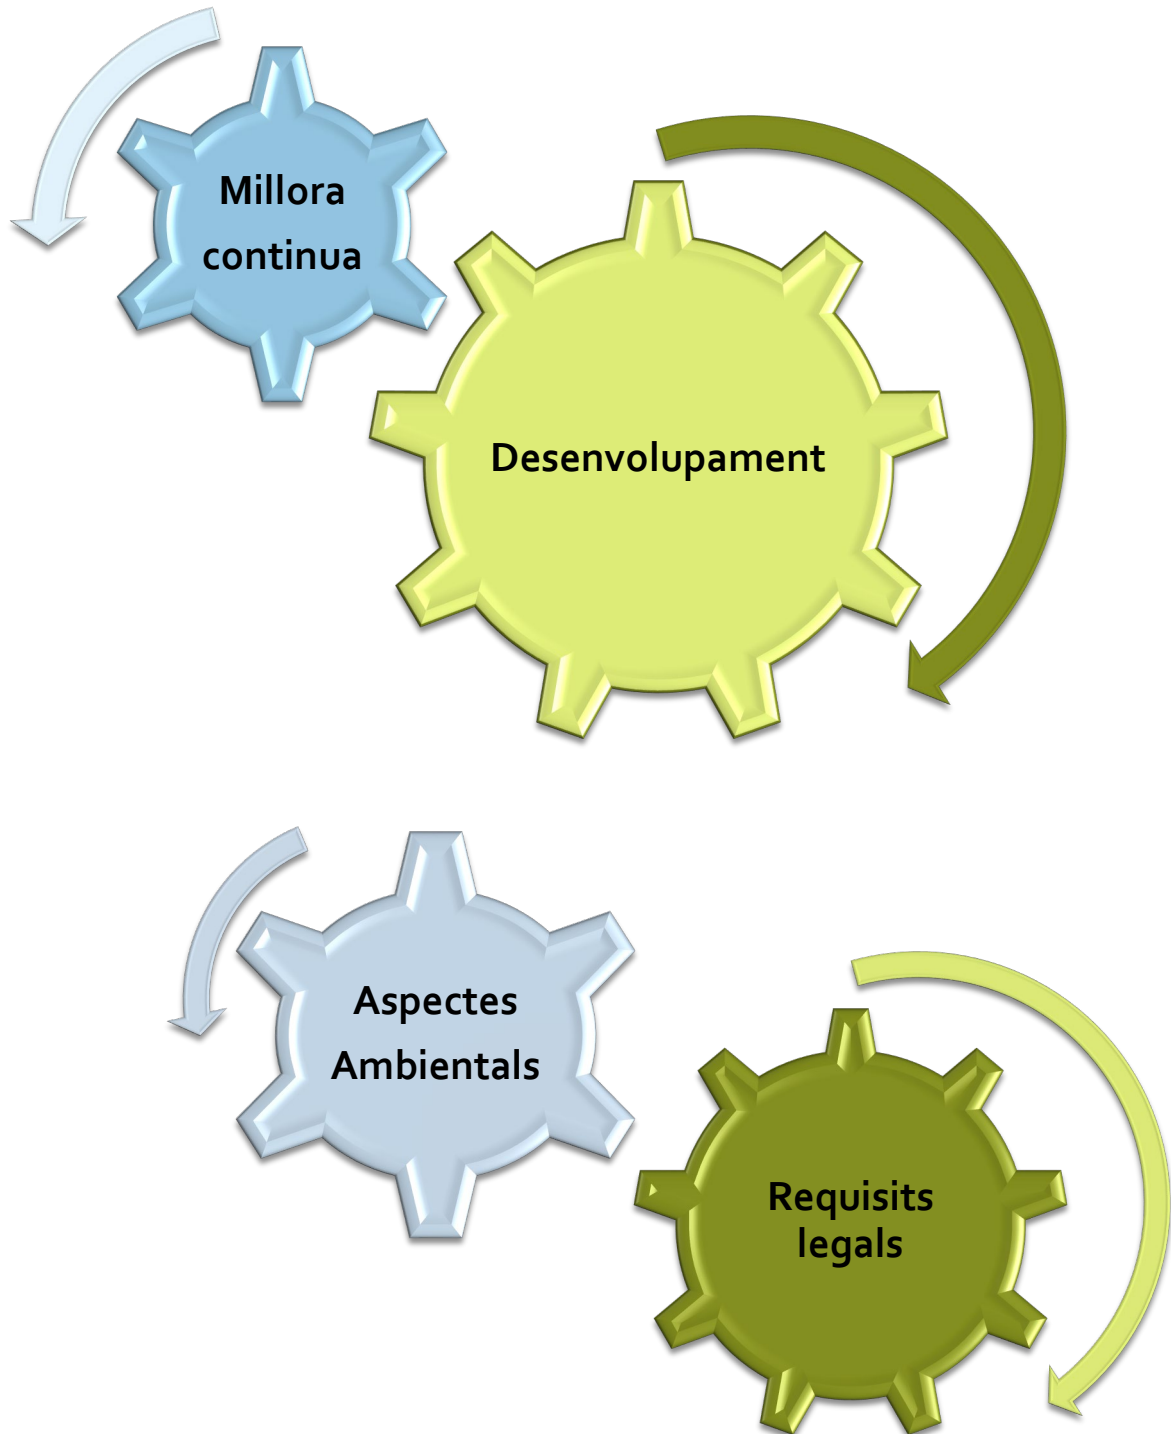 Millora
continua
Desenvolupament
Aspectes
Ambientals
Requisits
legals